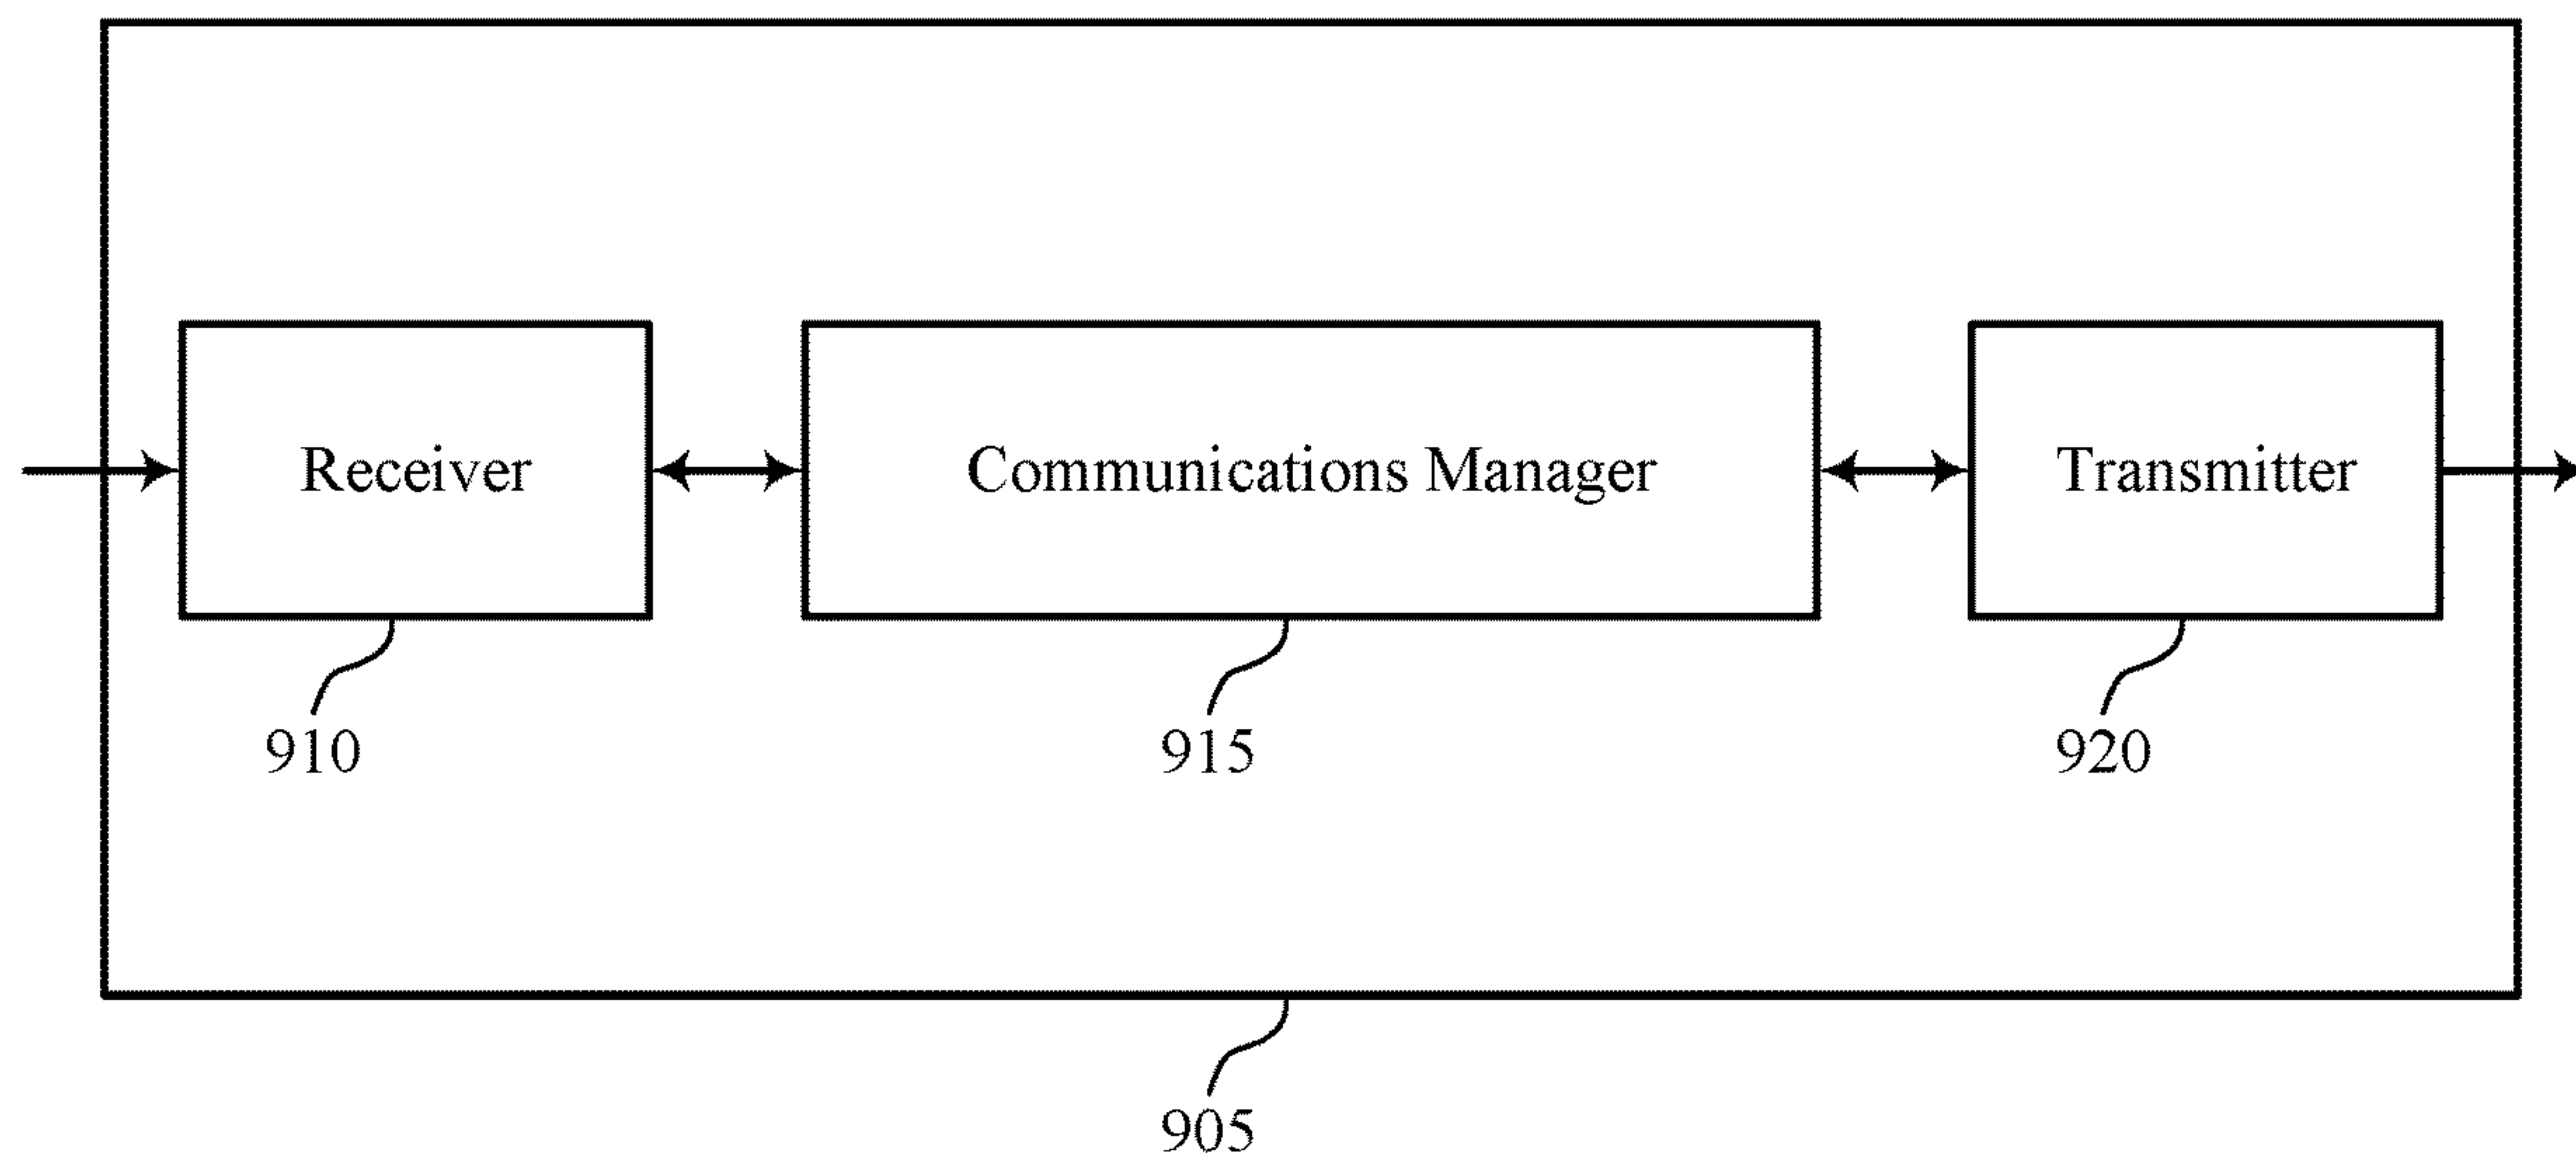 Receiver
Communications Manager
Transmitter
910
915
920
905